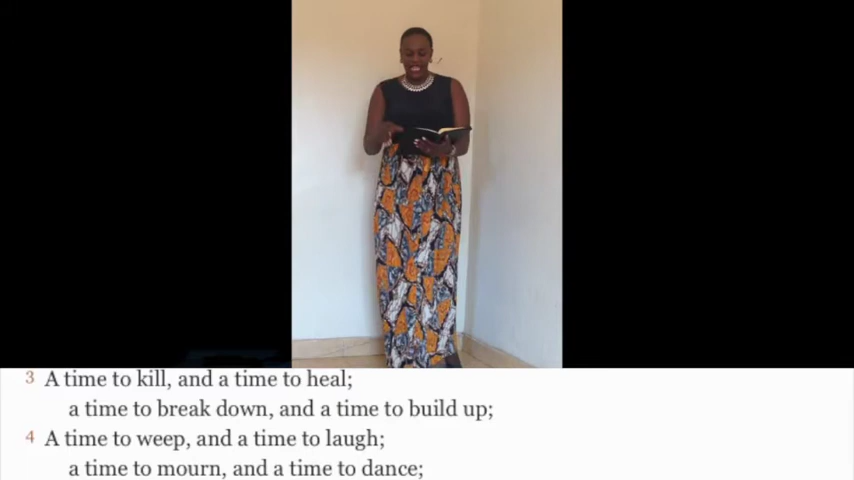 3 A time to kill, and a time to heal;
a time to break down, and a time to build up;
4 A time to weep, and a time to laugh;
a time to mourn, and a time to dance;